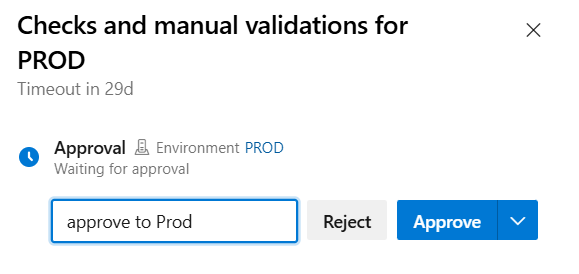 Checks and manual validations for
PROD
Timeout in 29d
Approval Environment PROD
Waiting for approval
approve to Prod Reject Approve